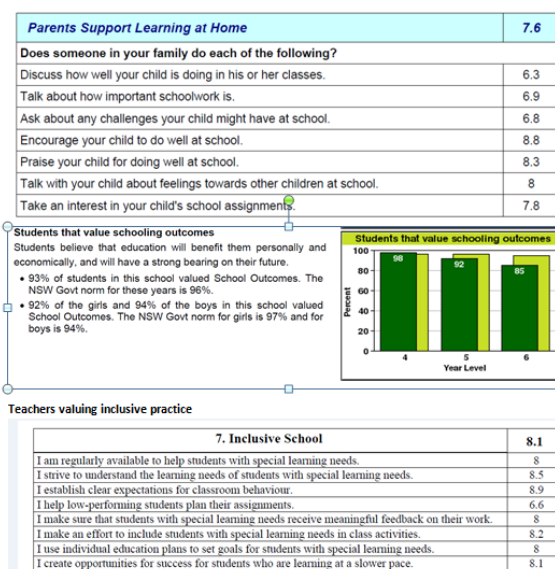 Parents Support Learning at Home 7.6
Does someone in your family do each of the following?
Discuss how well your child is doing in his or her classes. 6.3
Talk about how important schoolwork is. 6.9
Ask about any challenges your child might have at school. 6.8
Encourage your child to do well at school. 8.8
Praise your child for doing well at school. 8.3
Talk with your child about feelings towards other children at school. 8
Take an interest in your child's school assignments. 7.8
Students that value schooling outcomes
Students believe that education will benefit them personally and
economically, and will have a strong bearing on their future.
• 93% of students in this school valued School Outcomes. The
NSW Govt norm for these years is 96%.
• 92% of the girls and 94% of the boys in this school valued
School Outcomes. The NSW Govt norm for girls is 97% and for
boys is 94%.
Students that value schooling outcomes
100
80
60
40
20
0
Percent
98
92
85
4 5 6
Year Level
Teachers valuing inclusive practice
7. Inclusive School 8.1
I am regularly available to help students with special learning needs. 8
I strive to understand the learning needs of students with special learning needs. 8.5
I establish clear expectations for classroom behaviour. 8.9
I help low-performing students plan their assignments. 6.6
I make sure that students with special learning needs receive meaningful feedback on their work. 8
I make an effort to include students with special learning needs in class activities. 8.2
I use individual education plans to set goals for students with special learning needs. 8
I create opportunities for success for students who are learning at a slower pace. 8.1